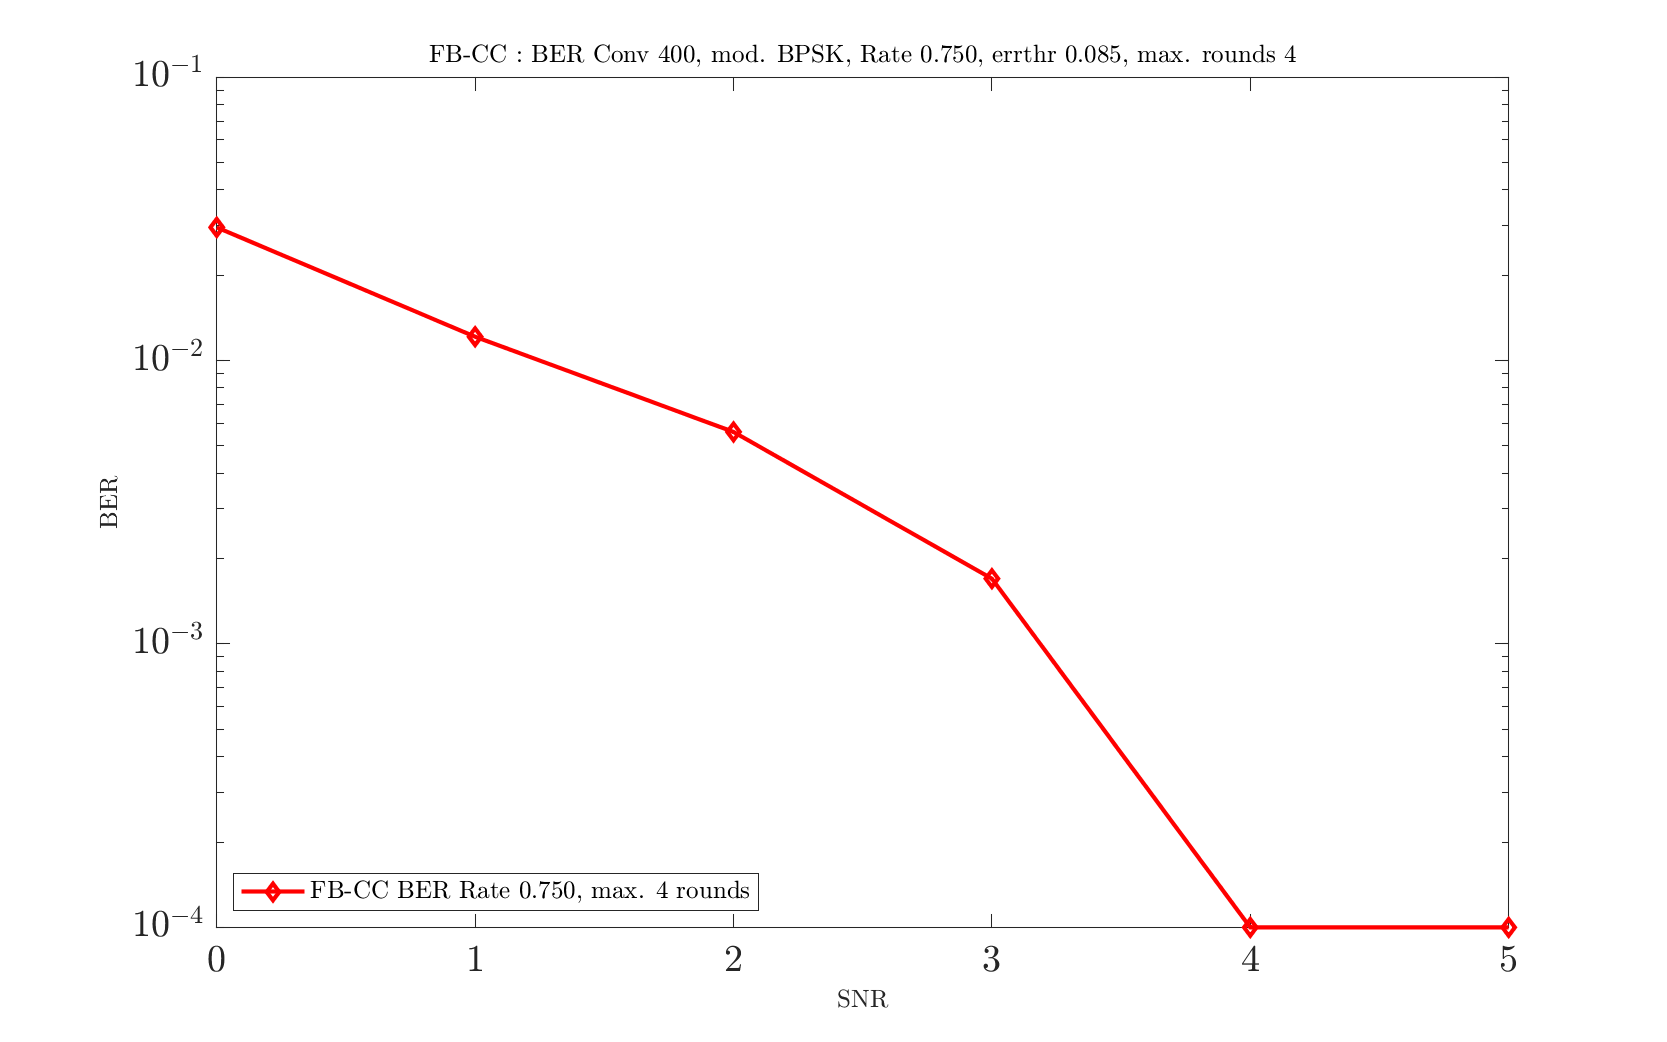 FB-CC : BER Conv 400, mod. BPSK, Rate 0.750, errthr 0.085, max. rounds 4
10⁻¹
10⁻²
BER
10⁻³
10⁻⁴
FB-CC BER Rate 0.750, max. 4 rounds
0 1 2 3 4 5
SNR